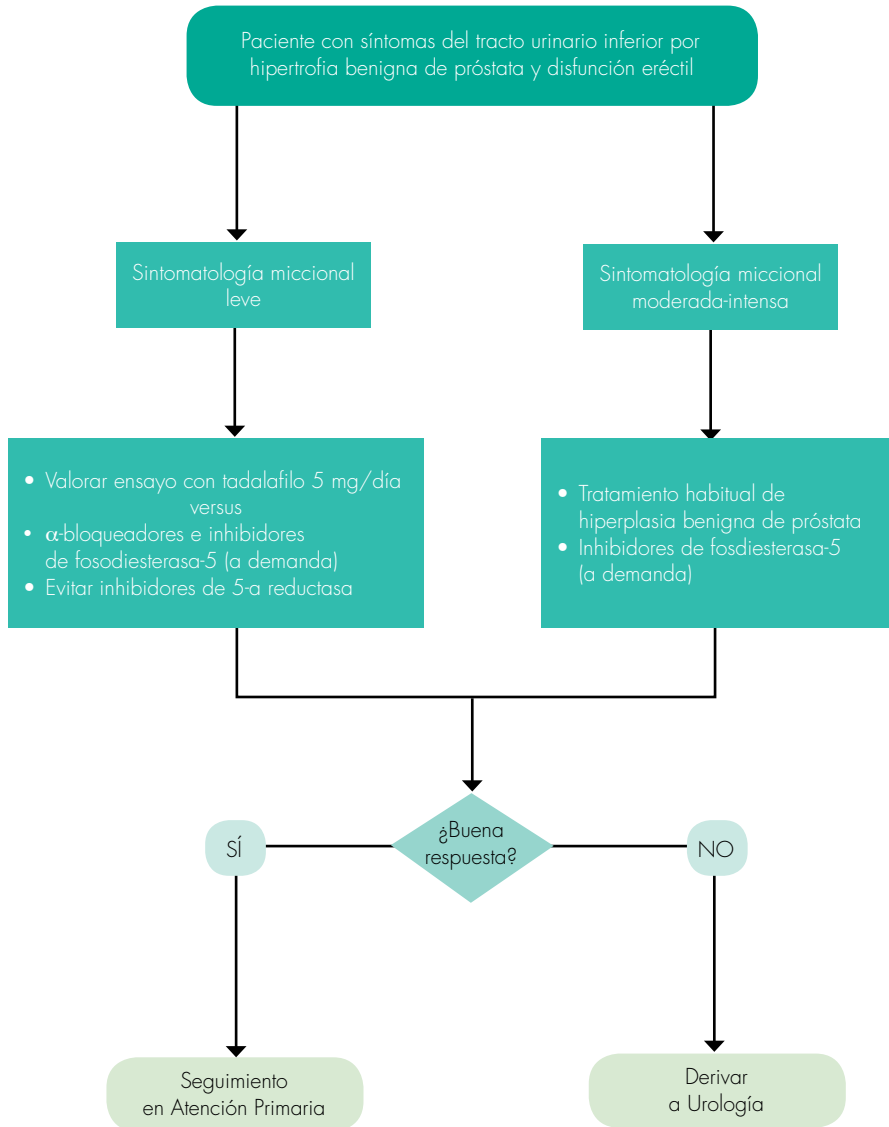 Paciente con síntomas del tracto urinario inferior por
hipertrofia benigna de próstata y disfunción eréctil
Sintomatología miccional
leve
Sintomatología miccional
moderada-intensa
• Valorar ensayo con tadalafilo 5 mg/día
versus
• α-bloqueadores e inhibidores
de fosodiesterasa-5 (a demanda)
• Evitar inhibidores de 5-a reductasa
• Tratamiento habitual de
hiperplasia benigna de próstata
• Inhibidores de fosdiesterasa-5
(a demanda)
¿Buena
respuesta?
SÍ
NO
Seguimiento
en Atención Primaria
Derivar
a Urología